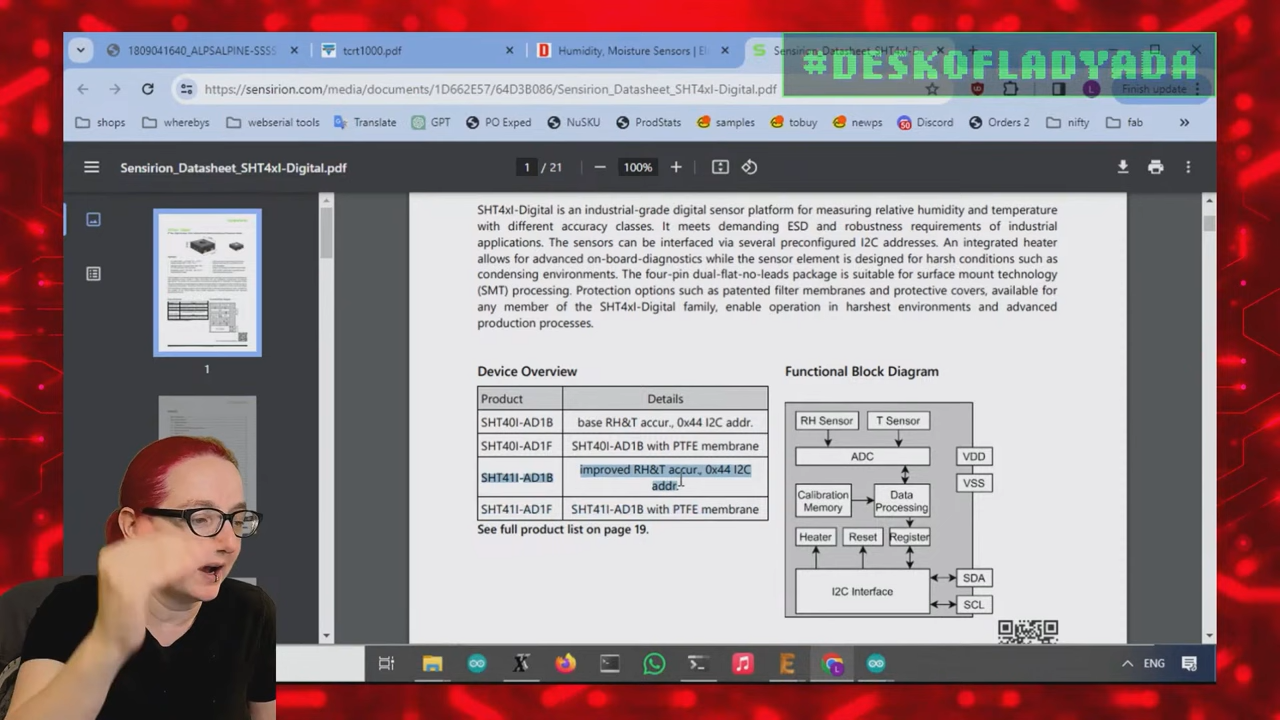 #DESKOFLADYADA
1809041640_ALPSALPINE-SSSS
tcrt1000.pdf
Humidity, Moisture Sensors | El
Sensirion_Datasheet_SHT4xI-D
https://sensirion.com/media/documents/1D662E57/64D3B086/Sensirion_Datasheet_SHT4xI-Digital.pdf
Finish update
shops
wherebys
webserial tools
Translate
GPT
PO Exped
NuSKU
ProdStats
samples
tobuy
newps
Discord
Orders 2
nifty
fab
Sensirion_Datasheet_SHT4xI-Digital.pdf
1 / 21
100%
SHT4xI-Digital is an industrial-grade digital sensor platform for measuring relative humidity and temperature
with different accuracy classes. It meets demanding ESD and robustness requirements of industrial
applications. The sensors can be interfaced via several preconfigured I2C addresses. An integrated heater
allows for advanced on-board-diagnostics while the sensor element is designed for harsh conditions such as
condensing environments. The four-pin dual-flat-no-leads package is suitable for surface mount technology
(SMT) processing. Protection options such as patented filter membranes and protective covers, available for
any member of the SHT4xI-Digital family, enable operation in harshest environments and advanced
production processes.
1
Device Overview
Product Details
SHT40I-AD1B base RH&T accur., 0x44 I2C addr.
SHT40I-AD1F SHT40I-AD1B with PTFE membrane
SHT41I-AD1B improved RH&T accur., 0x44 I2C
addr.
SHT41I-AD1F SHT41I-AD1B with PTFE membrane
See full product list on page 19.
Functional Block Diagram
RH Sensor
T Sensor
ADC
VDD
VSS
Calibration
Memory
Data
Processing
Heater
Reset
Register
I2C Interface
SDA
SCL
ENG